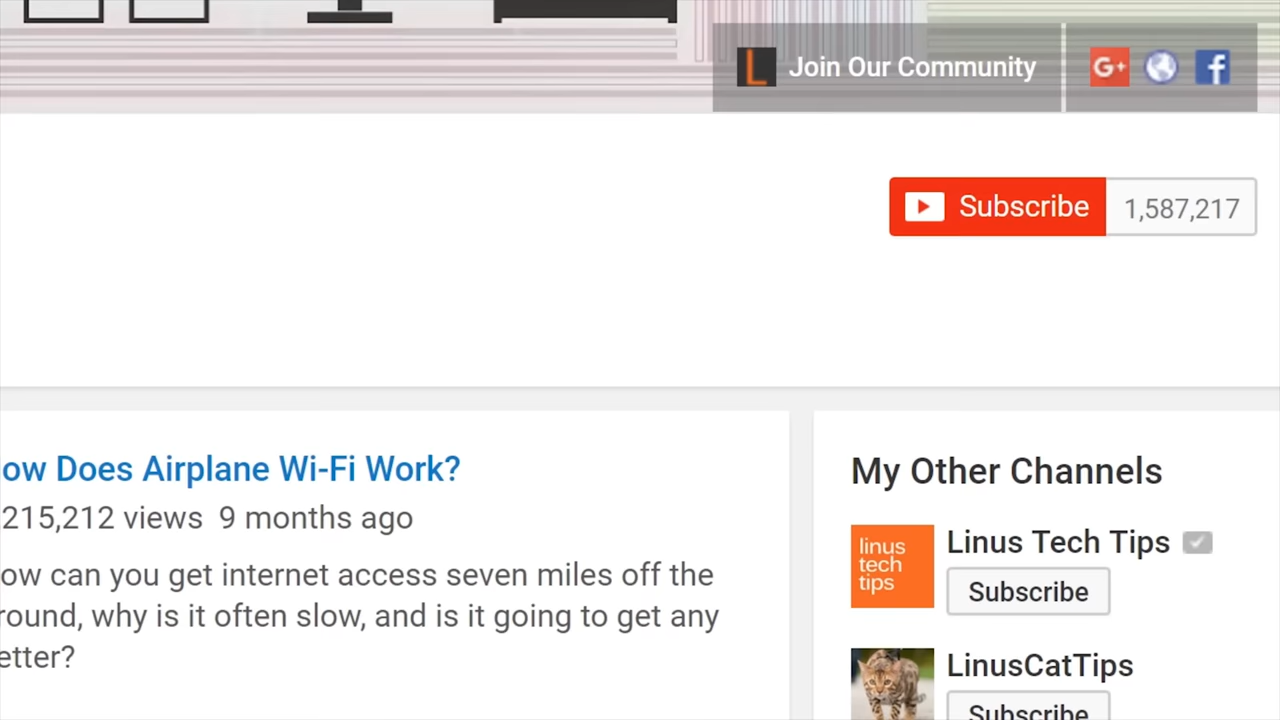 Join Our Community
G+
f
Subscribe 1,587,217
ow Does Airplane Wi-Fi Work?
215,212 views 9 months ago
ow can you get internet access seven miles off the
round, why is it often slow, and is it going to get any
etter?
My Other Channels
linus
tech
tips
Linus Tech Tips
Subscribe
LinusCatTips
Subscribe